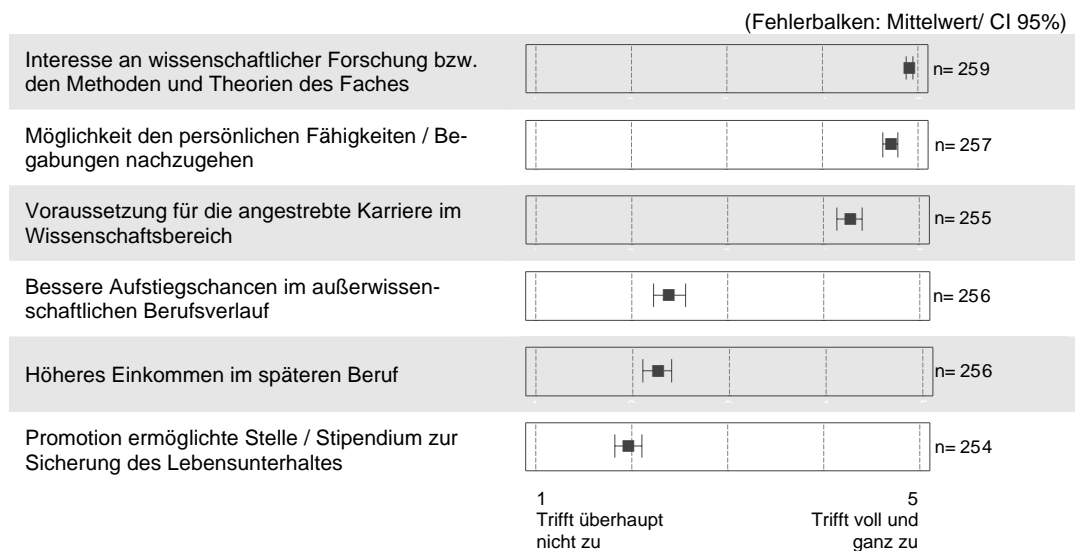 (Fehlerbalken: Mittelwert/ CI 95%)
Interesse an wissenschaftlicher Forschung bzw.
den Methoden und Theorien des Faches
n= 259
Möglichkeit den persönlichen Fähigkeiten / Be-
gabungen nachzugehen
n= 257
Voraussetzung für die angestrebte Karriere im
Wissenschaftsbereich
n= 255
Bessere Aufstiegschancen im außerwissen-
schaftlichen Berufsverlauf
n= 256
Höheres Einkommen im späteren Beruf
n= 256
Promotion ermöglichte Stelle / Stipendium zur
Sicherung des Lebensunterhaltes
n= 254
1
Trifft überhaupt
nicht zu
5
Trifft voll und
ganz zu